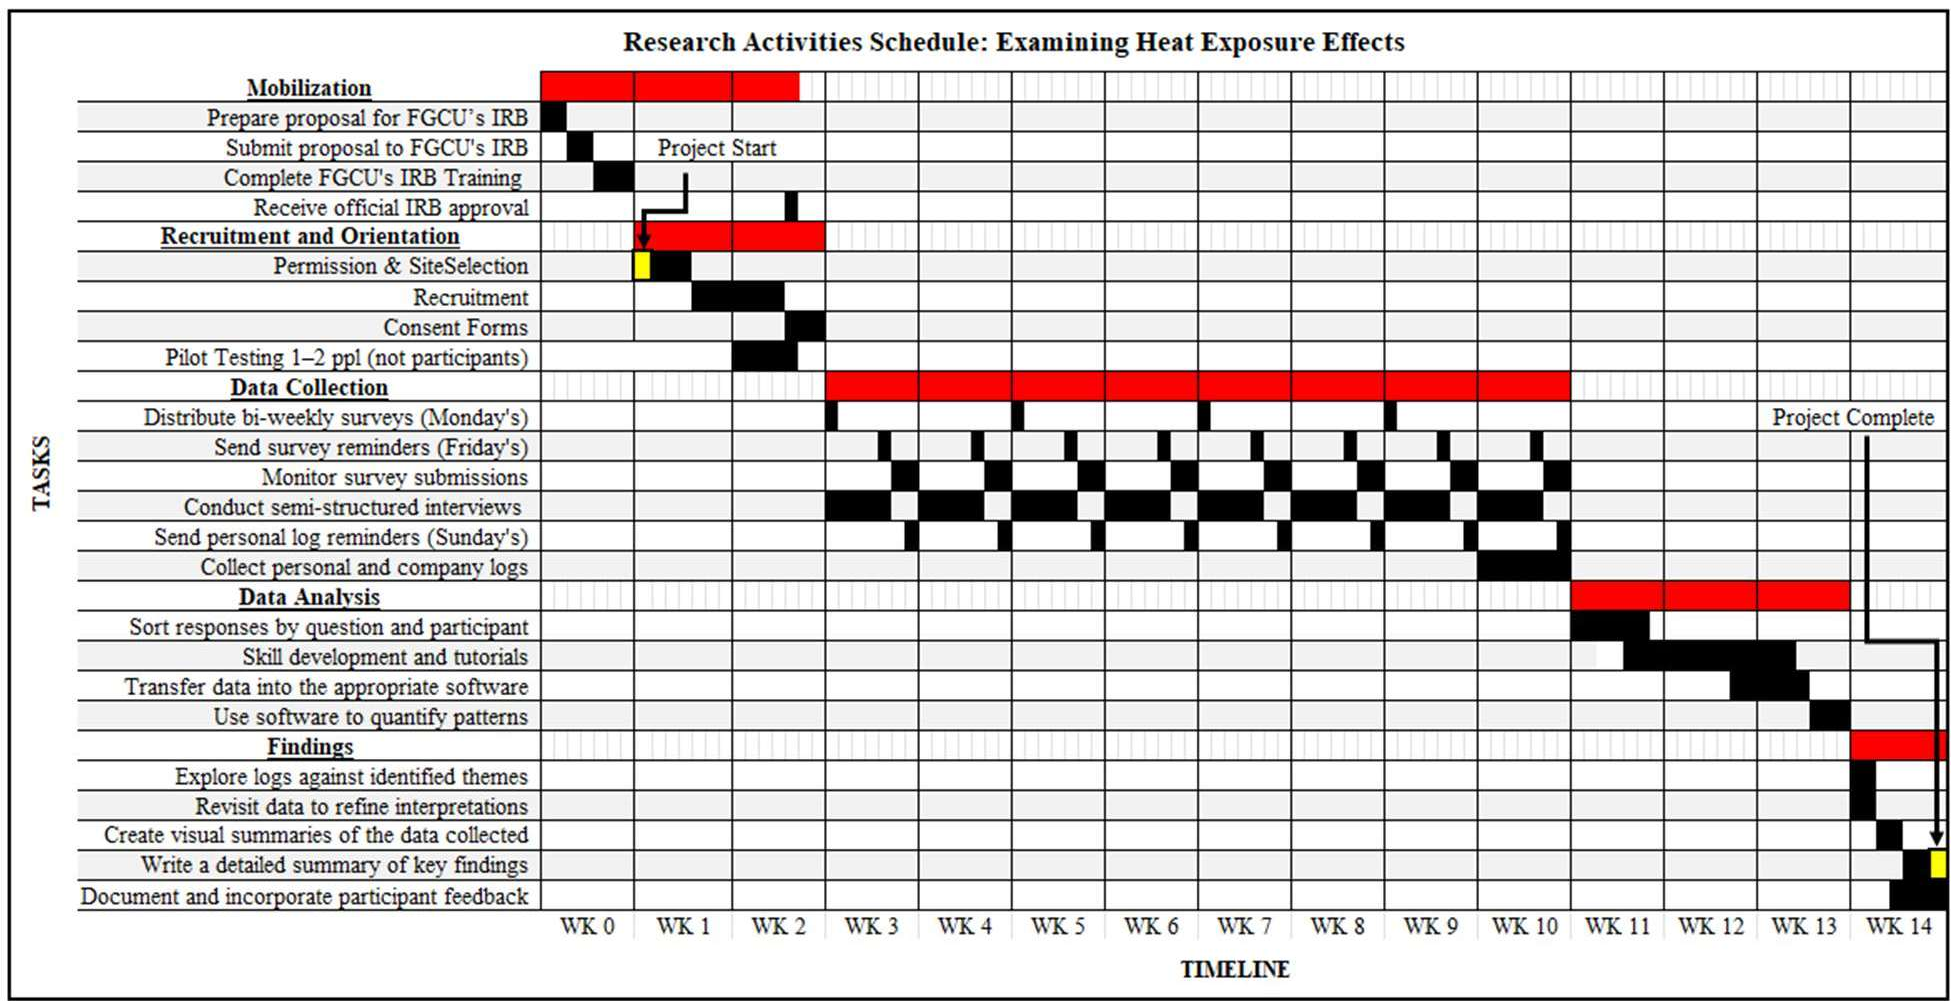 Research Activities Schedule: Examining Heat Exposure Effects
Mobilization
Prepare proposal for FGCU’s IRB
Submit proposal to FGCU's IRB
Project Start
Complete FGCU's IRB Training
Receive official IRB approval
Recruitment and Orientation
Permission & SiteSelection
Recruitment
Consent Forms
Pilot Testing 1–2 ppl (not participants)
Data Collection
Distribute bi-weekly surveys (Monday's)
Project Complete
Send survey reminders (Friday's)
Monitor survey submissions
Conduct semi-structured interviews
Send personal log reminders (Sunday's)
Collect personal and company logs
Data Analysis
Sort responses by question and participant
Skill development and tutorials
Transfer data into the appropriate software
Use software to quantify patterns
Findings
Explore logs against identified themes
Revisit data to refine interpretations
Create visual summaries of the data collected
Write a detailed summary of key findings
Document and incorporate participant feedback
TASKS
WK 0 WK 1 WK 2 WK 3 WK 4 WK 5 WK 6 WK 7 WK 8 WK 9 WK 10 WK 11 WK 12 WK 13 WK 14
TIMELINE